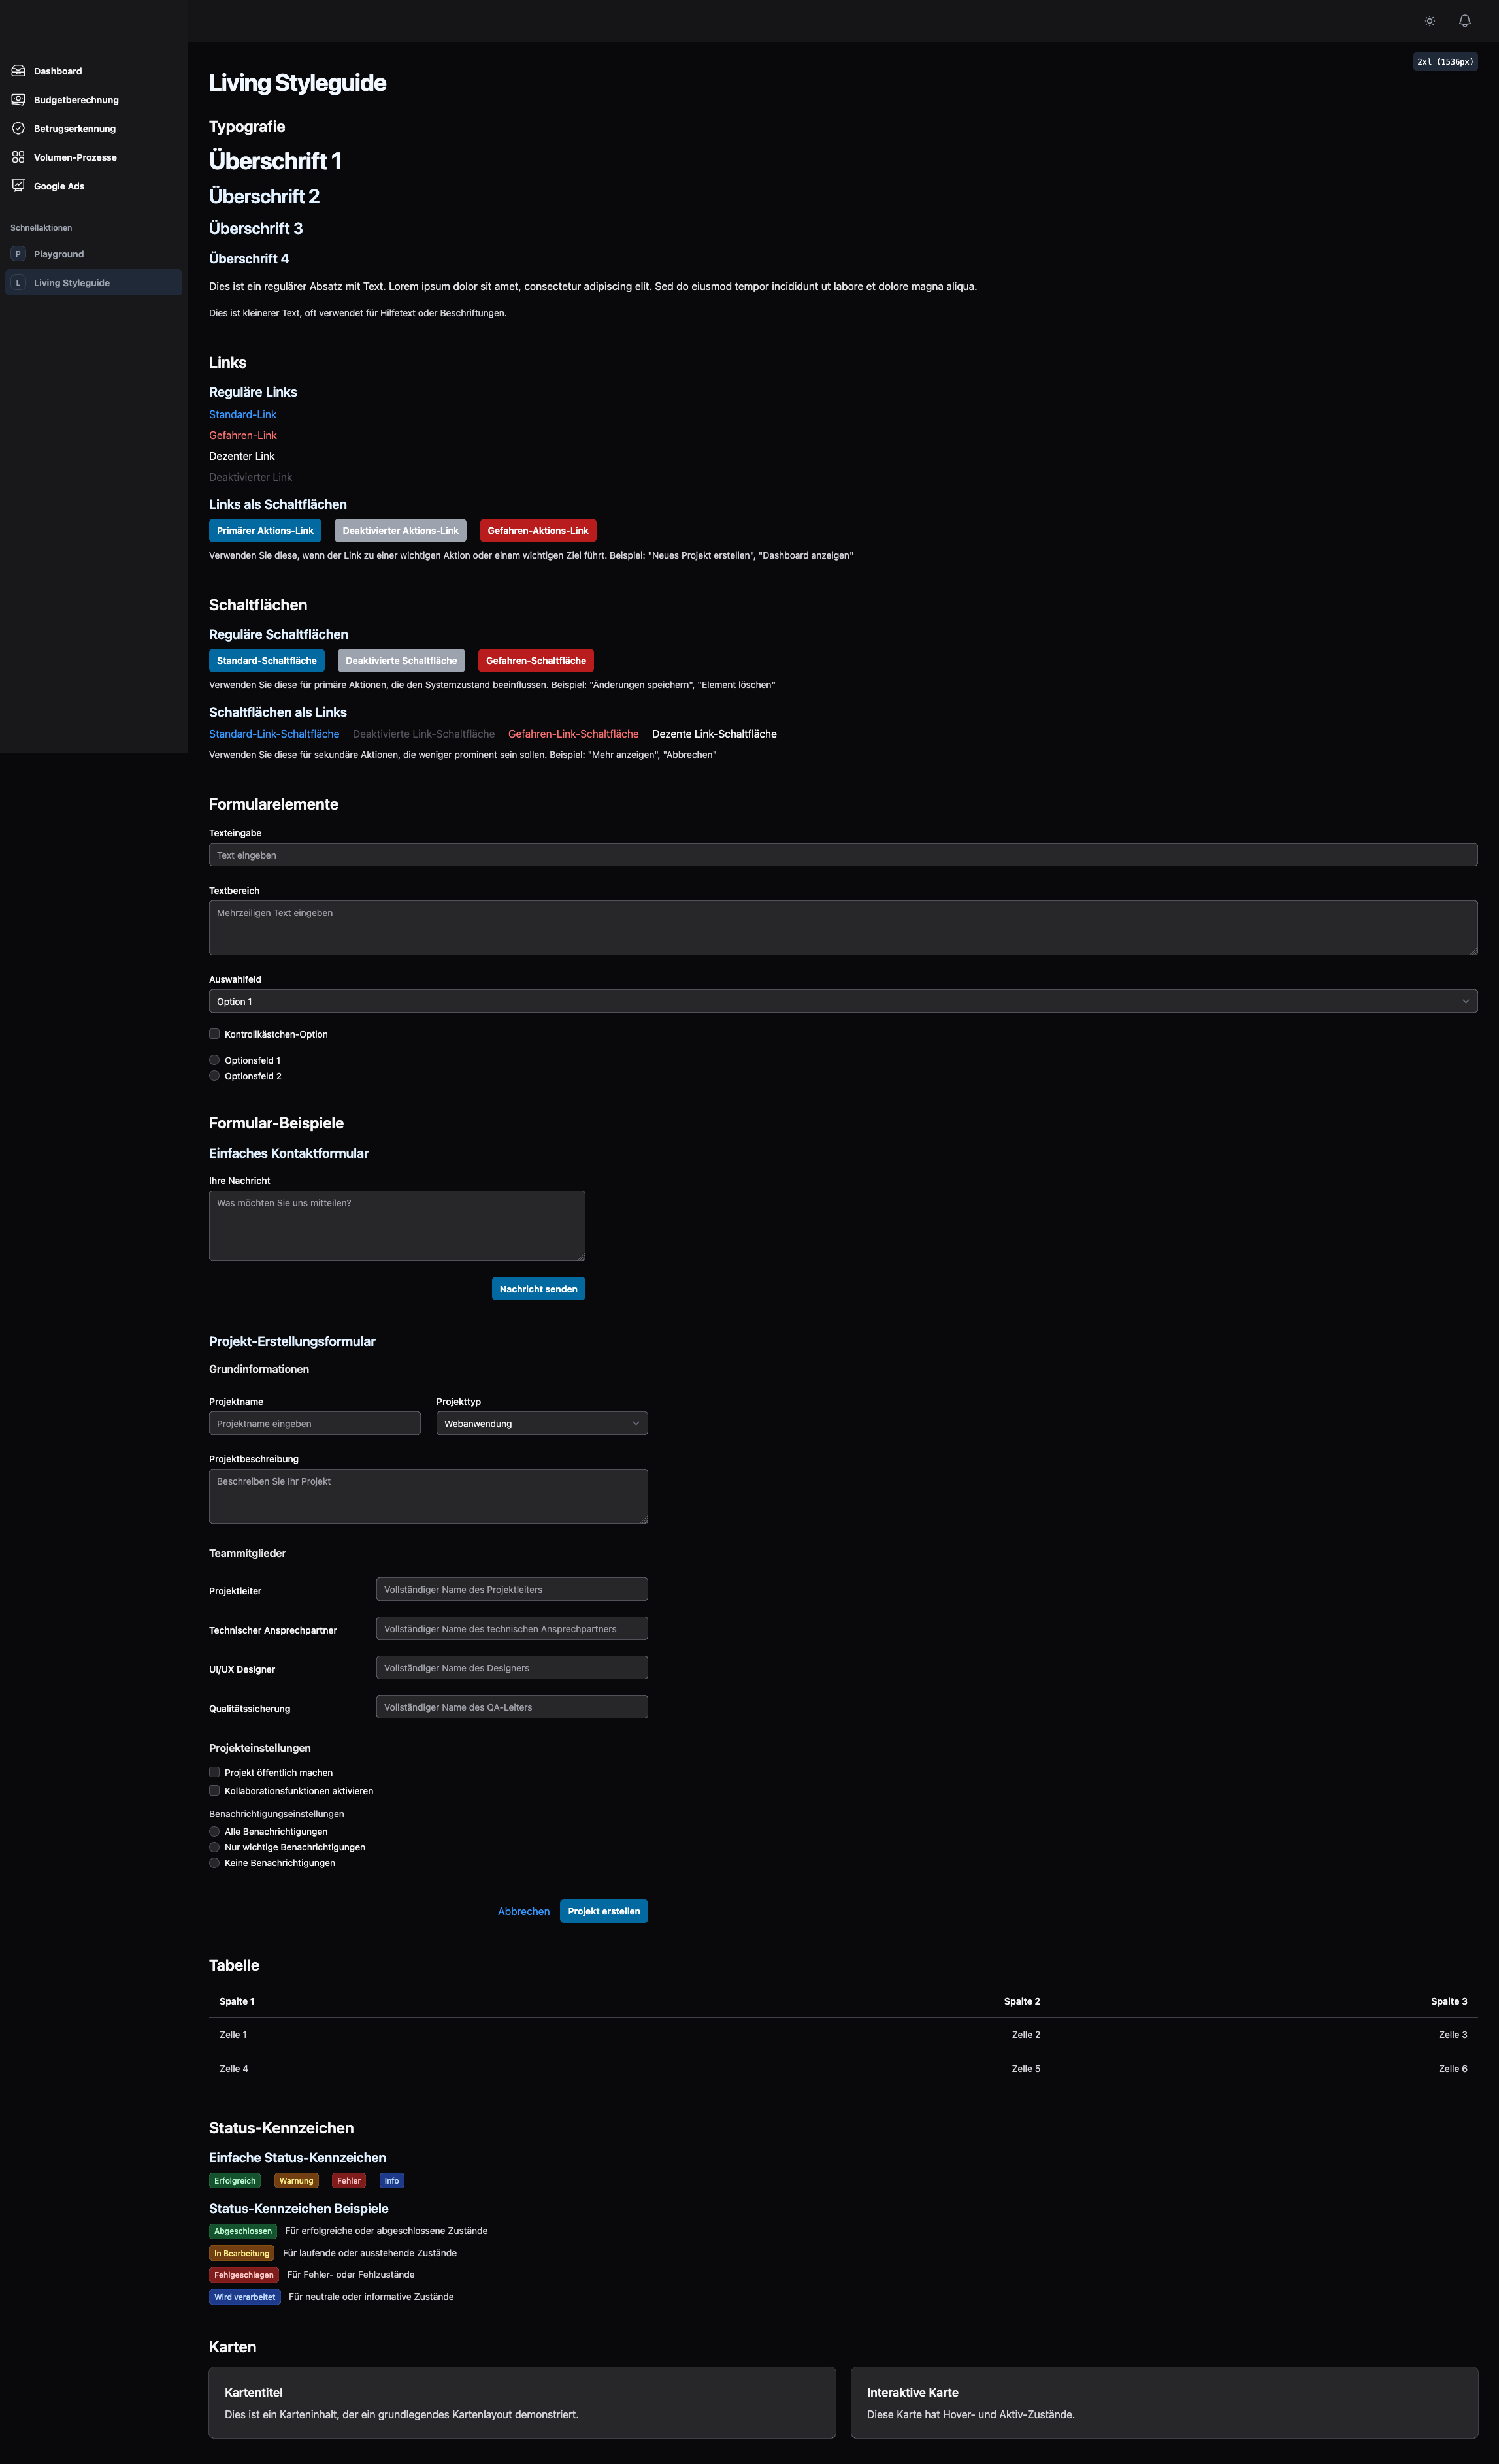 Dashboard
Budgetberechnung
Betrugserkennung
Volumen-Prozesse
Google Ads
Schnellaktionen
P Playground
L Living Styleguide
2xl (1536px)
Living Styleguide
Typografie
Überschrift 1
Überschrift 2
Überschrift 3
Überschrift 4
Dies ist ein regulärer Absatz mit Text. Lorem ipsum dolor sit amet, consectetur adipiscing elit. Sed do eiusmod tempor incididunt ut labore et dolore magna aliqua.
Dies ist kleinerer Text, oft verwendet für Hilfetext oder Beschriftungen.
Links
Reguläre Links
Standard-Link
Gefahren-Link
Dezenter Link
Deaktivierter Link
Links als Schaltflächen
Primärer Aktions-Link Deaktivierter Aktions-Link Gefahren-Aktions-Link
Verwenden Sie diese, wenn der Link zu einer wichtigen Aktion oder einem wichtigen Ziel führt. Beispiel: "Neues Projekt erstellen", "Dashboard anzeigen"
Schaltflächen
Reguläre Schaltflächen
Standard-Schaltfläche Deaktivierte Schaltfläche Gefahren-Schaltfläche
Verwenden Sie diese für primäre Aktionen, die den Systemzustand beeinflussen. Beispiel: "Änderungen speichern", "Element löschen"
Schaltflächen als Links
Standard-Link-Schaltfläche Deaktivierte Link-Schaltfläche Gefahren-Link-Schaltfläche Dezente Link-Schaltfläche
Verwenden Sie diese für sekundäre Aktionen, die weniger prominent sein sollen. Beispiel: "Mehr anzeigen", "Abbrechen"
Formularelemente
Texteingabe
Text eingeben
Textbereich
Mehrzeiligen Text eingeben
Auswahlfeld
Option 1
Kontrollkästchen-Option
Optionsfeld 1
Optionsfeld 2
Formular-Beispiele
Einfaches Kontaktformular
Ihre Nachricht
Was möchten Sie uns mitteilen?
Nachricht senden
Projekt-Erstellungsformular
Grundinformationen
Projektname Projekttyp
Projektname eingeben Webanwendung
Projektbeschreibung
Beschreiben Sie Ihr Projekt
Teammitglieder
Projektleiter Vollständiger Name des Projektleiters
Technischer Ansprechpartner Vollständiger Name des technischen Ansprechpartners
UI/UX Designer Vollständiger Name des Designers
Qualitätssicherung Vollständiger Name des QA-Leiters
Projekteinstellungen
Projekt öffentlich machen
Kollaborationsfunktionen aktivieren
Benachrichtigungseinstellungen
Alle Benachrichtigungen
Nur wichtige Benachrichtigungen
Keine Benachrichtigungen
Abbrechen Projekt erstellen
Tabelle
Spalte 1 Spalte 2 Spalte 3
Zelle 1 Zelle 2 Zelle 3
Zelle 4 Zelle 5 Zelle 6
Status-Kennzeichen
Einfache Status-Kennzeichen
Erfolgreich Warnung Fehler Info
Status-Kennzeichen Beispiele
Abgeschlossen Für erfolgreiche oder abgeschlossene Zustände
In Bearbeitung Für laufende oder ausstehende Zustände
Fehlgeschlagen Für Fehler- oder Fehlzustände
Wird verarbeitet Für neutrale oder informative Zustände
Karten
Kartentitel
Dies ist ein Karteninhalt, der ein grundlegendes Kartenlayout demonstriert.
Interaktive Karte
Diese Karte hat Hover- und Aktiv-Zustände.